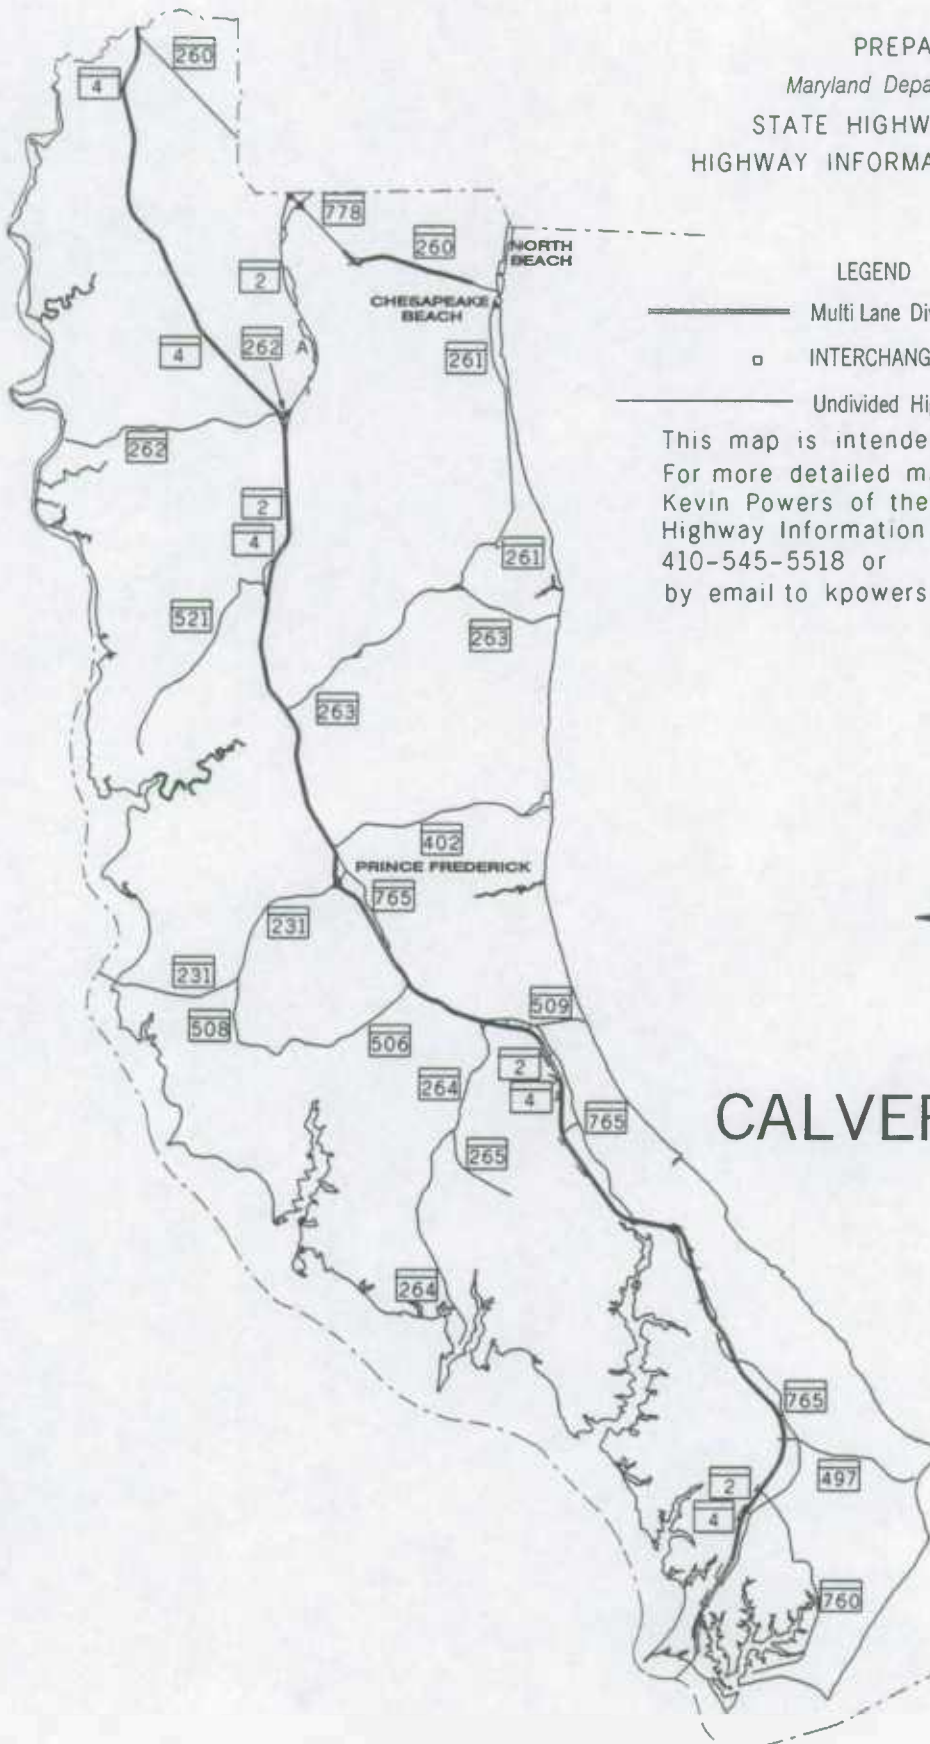 PREPA
Maryland Depa
STATE HIGHW
HIGHWAY INFORMA
260
4
778
260
NORTH
BEACH
2
LEGEND
CHESAPEAKE
BEACH
Multi Lane Di
4
262
A
261
INTERCHANG
Undivided Hi
262
This map is intende
For more detailed m
2
Kevin Powers of the
4
Highway Information
261
410-545-5518 or
521
by email to kpowers
263
263
402
PRINCE FREDERICK
765
231
231
509
508
506
2
264
4
CALVER
765
265
264
765
497
2
4
760